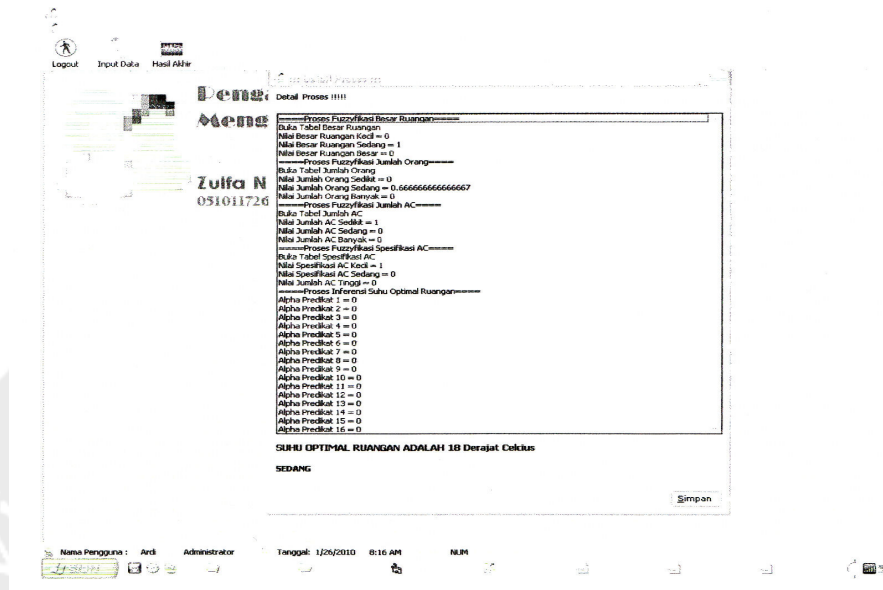 Logout Input Data Hasil Akhir
Detail Proses !!!!!
Zulfa N
051011726
=====Proses Fuzzyfikasi Besar Ruangan=====
Buka Tabel Besar Ruangan
Nilai Besar Ruangan Kecil = 0
Nilai Besar Ruangan Sedang = 1
Nilai Besar Ruangan Besar = 0
=====Proses Fuzzyfikasi Jumlah Orang=====
Buka Tabel Jumlah Orang
Nilai Jumlah Orang Sedikit = 0
Nilai Jumlah Orang Sedang = 0.666666666666667
Nilai Jumlah Orang Banyak = 0
=====Proses Fuzzyfikasi Jumlah AC=====
Buka Tabel Jumlah AC
Nilai Jumlah AC Sedikit = 1
Nilai Jumlah AC Sedang = 0
Nilai Jumlah AC Banyak = 0
=====Proses Fuzzyfikasi Spesifikasi AC=====
Buka Tabel Spesifikasi AC
Nilai Spesifikasi AC Kecil = 1
Nilai Spesifikasi AC Sedang = 0
Nilai Jumlah AC Tinggi = 0
=====Proses Inferensi Suhu Optimal Ruangan=====
Alpha Predikat 1 = 0
Alpha Predikat 2 = 0
Alpha Predikat 3 = 0
Alpha Predikat 4 = 0
Alpha Predikat 5 = 0
Alpha Predikat 6 = 0
Alpha Predikat 7 = 0
Alpha Predikat 8 = 0
Alpha Predikat 9 = 0
Alpha Predikat 10 = 0
Alpha Predikat 11 = 0
Alpha Predikat 12 = 0
Alpha Predikat 13 = 0
Alpha Predikat 14 = 0
Alpha Predikat 15 = 0
Alpha Predikat 16 = 0
SUHU OPTIMAL RUANGAN ADALAH 18 Derajat Celcius
SEDANG
Simpan
Nama Pengguna : Ardi Administrator Tanggal: 1/26/2010 8:16 AM NUM